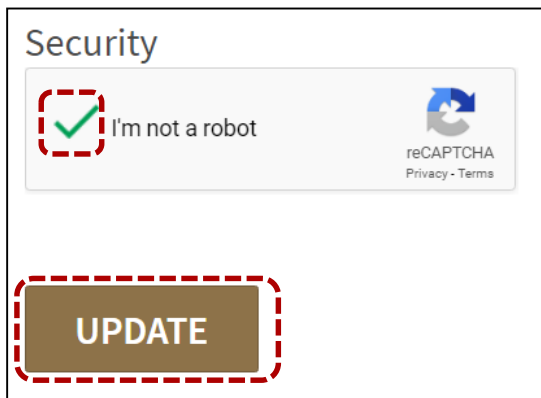 Security
I'm not a robot
reCAPTCHA
Privacy - Terms
UPDATE